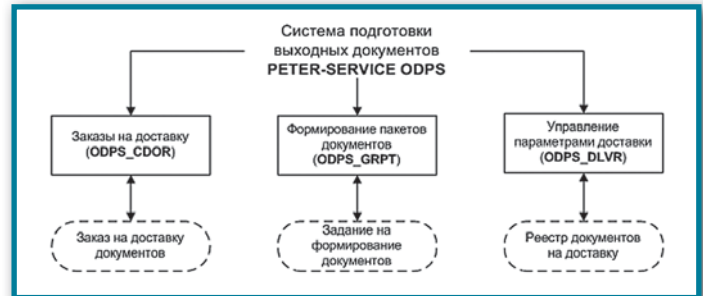 Система подготовки
выходных документов
PETER-SERVICE ODPS
Заказы на доставку
(ODPS_CDOR)
Формирование пакетов
документов
(ODPS_GRPT)
Управление
параметрами доставки
(ODPS_DLVR)
Заказ на доставку
документов
Задание на
формирование
документов
Реестр документов
на доставку